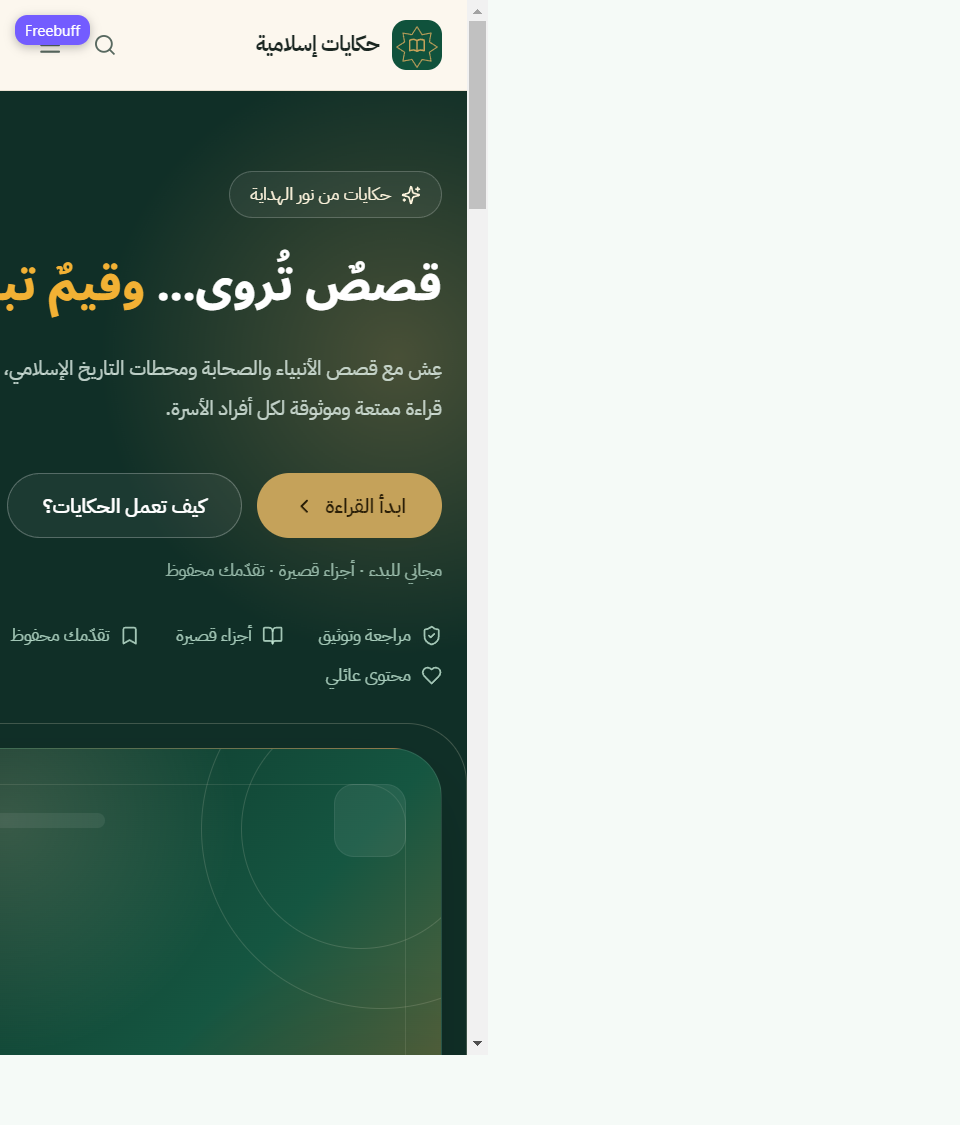 Freebuff
حكايات إسلامية
حكايات من نور الهداية
قصصٌ تُروى... وقيمٌ
عِش مع قصص الأنبياء والصحابة ومحطات التاريخ الإسلامي،
قراءة ممتعة وموثوقة لكل أفراد الأسرة.
ابدأ القراءة
كيف تعمل الحكايات؟
مجاني للبدء · أجزاء قصيرة · تقدّمك محفوظ
مراجعة وتوثيق
أجزاء قصيرة
تقدّمك محفوظ
محتوى عائلي